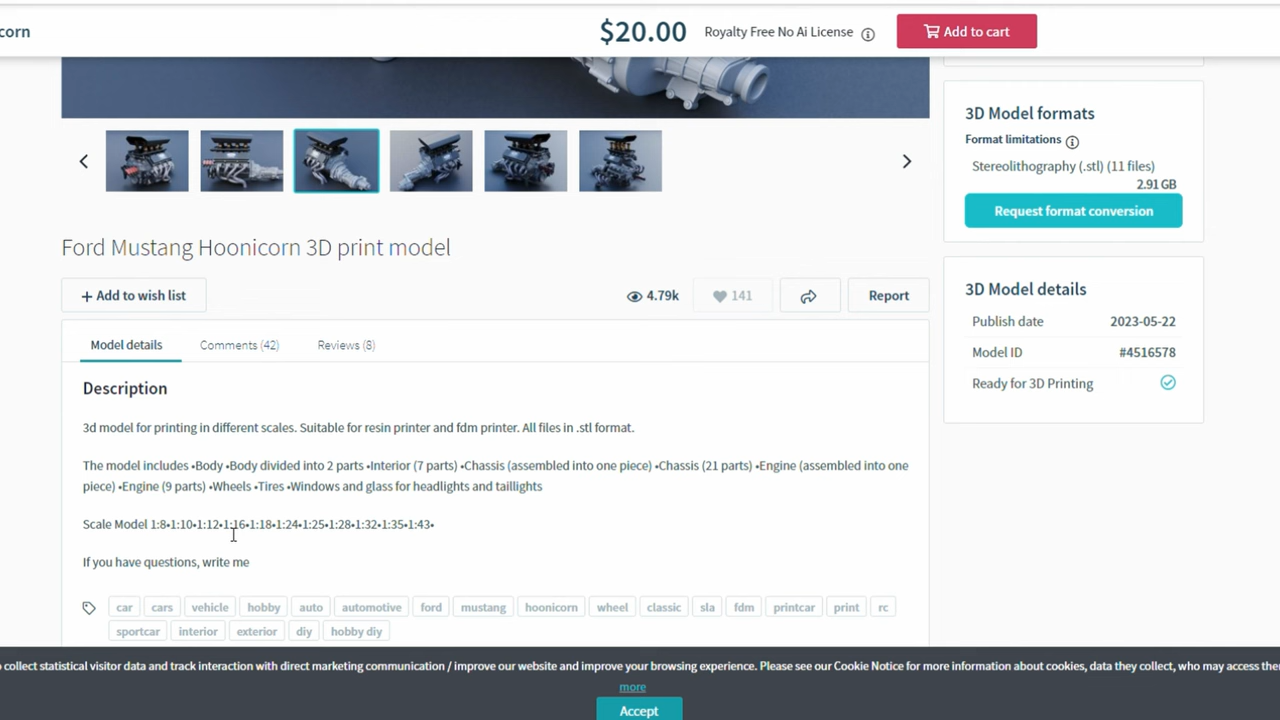 corn
$20.00
Royalty Free No Ai License
Add to cart
3D Model formats
Format limitations
Stereolithography (.stl) (11 files)
2.91 GB
Request format conversion
Ford Mustang Hoonicorn 3D print model
+ Add to wish list
4.79k
141
Report
3D Model details
Publish date 2023-05-22
Model ID #4516578
Ready for 3D Printing
Model details Comments (42) Reviews (8)
Description
3d model for printing in different scales. Suitable for resin printer and fdm printer. All files in .stl format.
The model includes •Body •Body divided into 2 parts •Interior (7 parts) •Chassis (assembled into one piece) •Chassis (21 parts) •Engine (assembled into one
piece) •Engine (9 parts) •Wheels •Tires •Windows and glass for headlights and taillights
Scale Model 1:8•1:10•1:12•1:16•1:18•1:24•1:25•1:28•1:32•1:35•1:43•
If you have questions, write me
car cars vehicle hobby auto automotive ford mustang hoonicorn wheel classic sla fdm printcar print rc
sportcar interior exterior diy hobby diy
o collect statistical visitor data and track interaction with direct marketing communication / improve our website and improve your browsing experience. Please see our Cookie Notice for more information about cookies, data they collect, who may access the
more
Accept